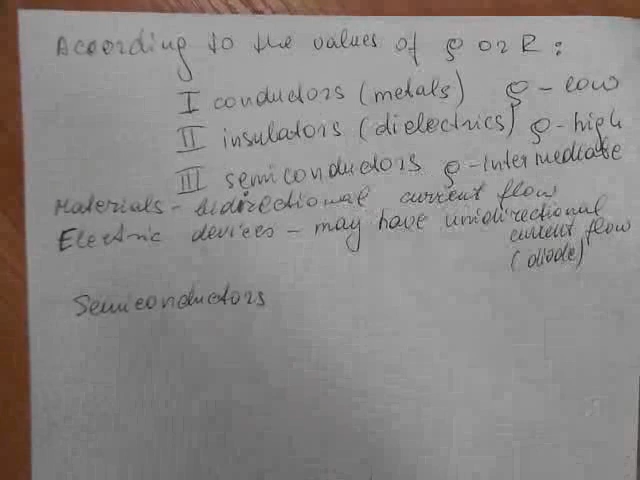 According to the values of ρ or R:
I conductors (metals) ρ - low
II insulators (dielectrics) ρ - high
III semiconductors ρ - intermediate
Materials - bidirectional current flow
Electric devices - may have unidirectional
current flow
(diode)
Semiconductors